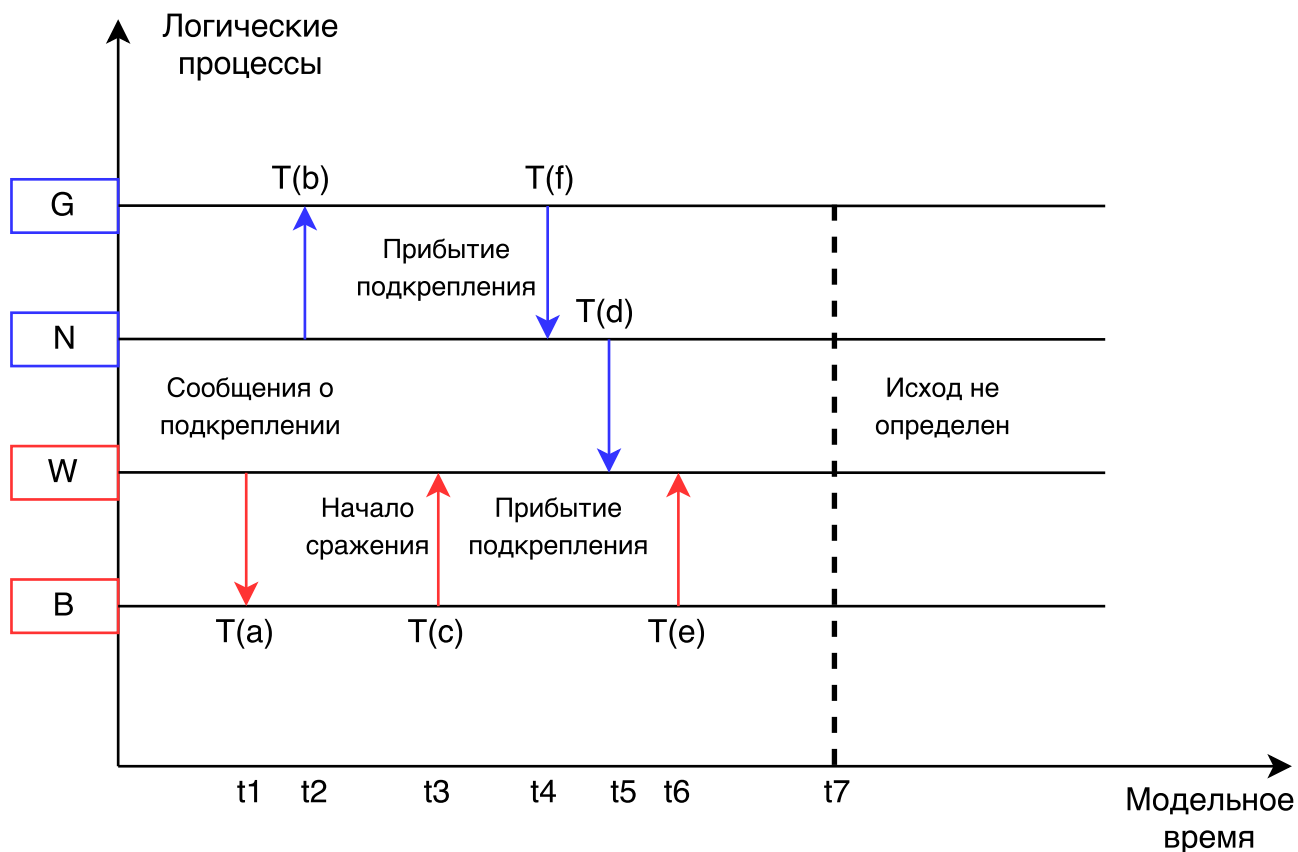 Логические
процессы
T(b)
T(f)
G
Прибытие
подкрепления
T(d)
N
Сообщения о
подкреплении
Исход не
определен
W
Начало
сражения
Прибытие
подкрепления
B
T(a)
T(c)
T(e)
t1
t2
t3
t4
t5
t6
t7
Модельное
время